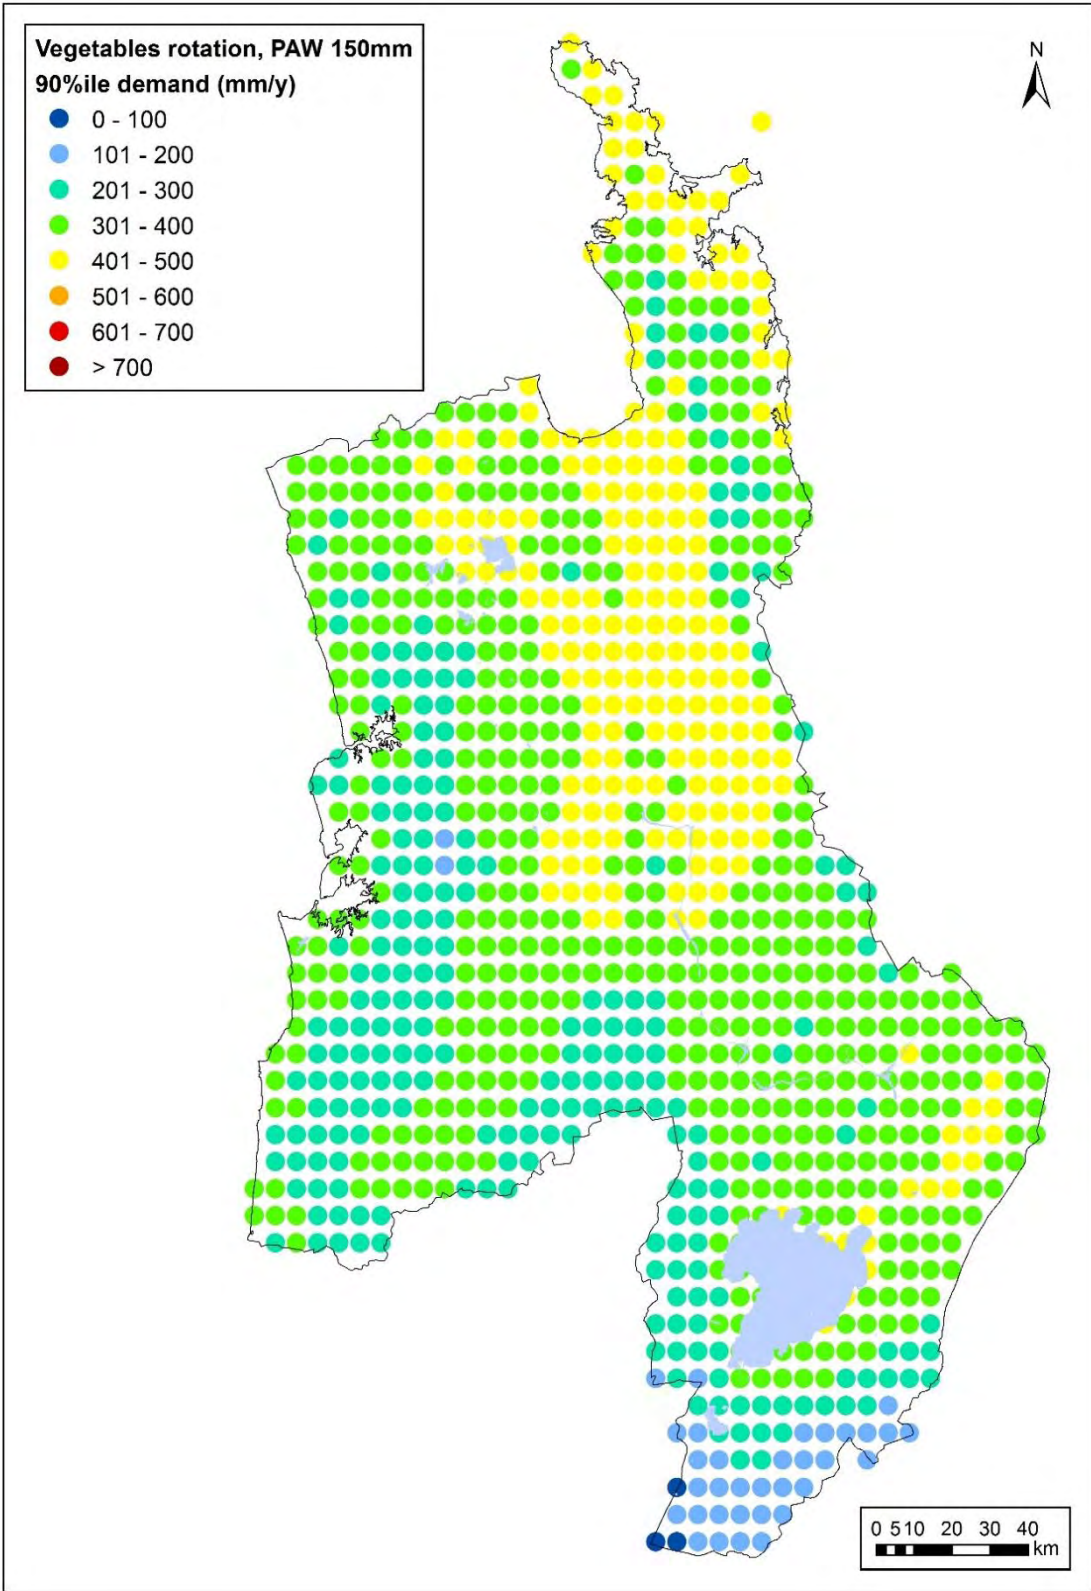 Vegetables rotation, PAW 150mm
90%ile demand (mm/y)
0 - 100
101 - 200
201 - 300
301 - 400
401 - 500
501 - 600
601 - 700
> 700
N
0 5 10 20 30 40
km